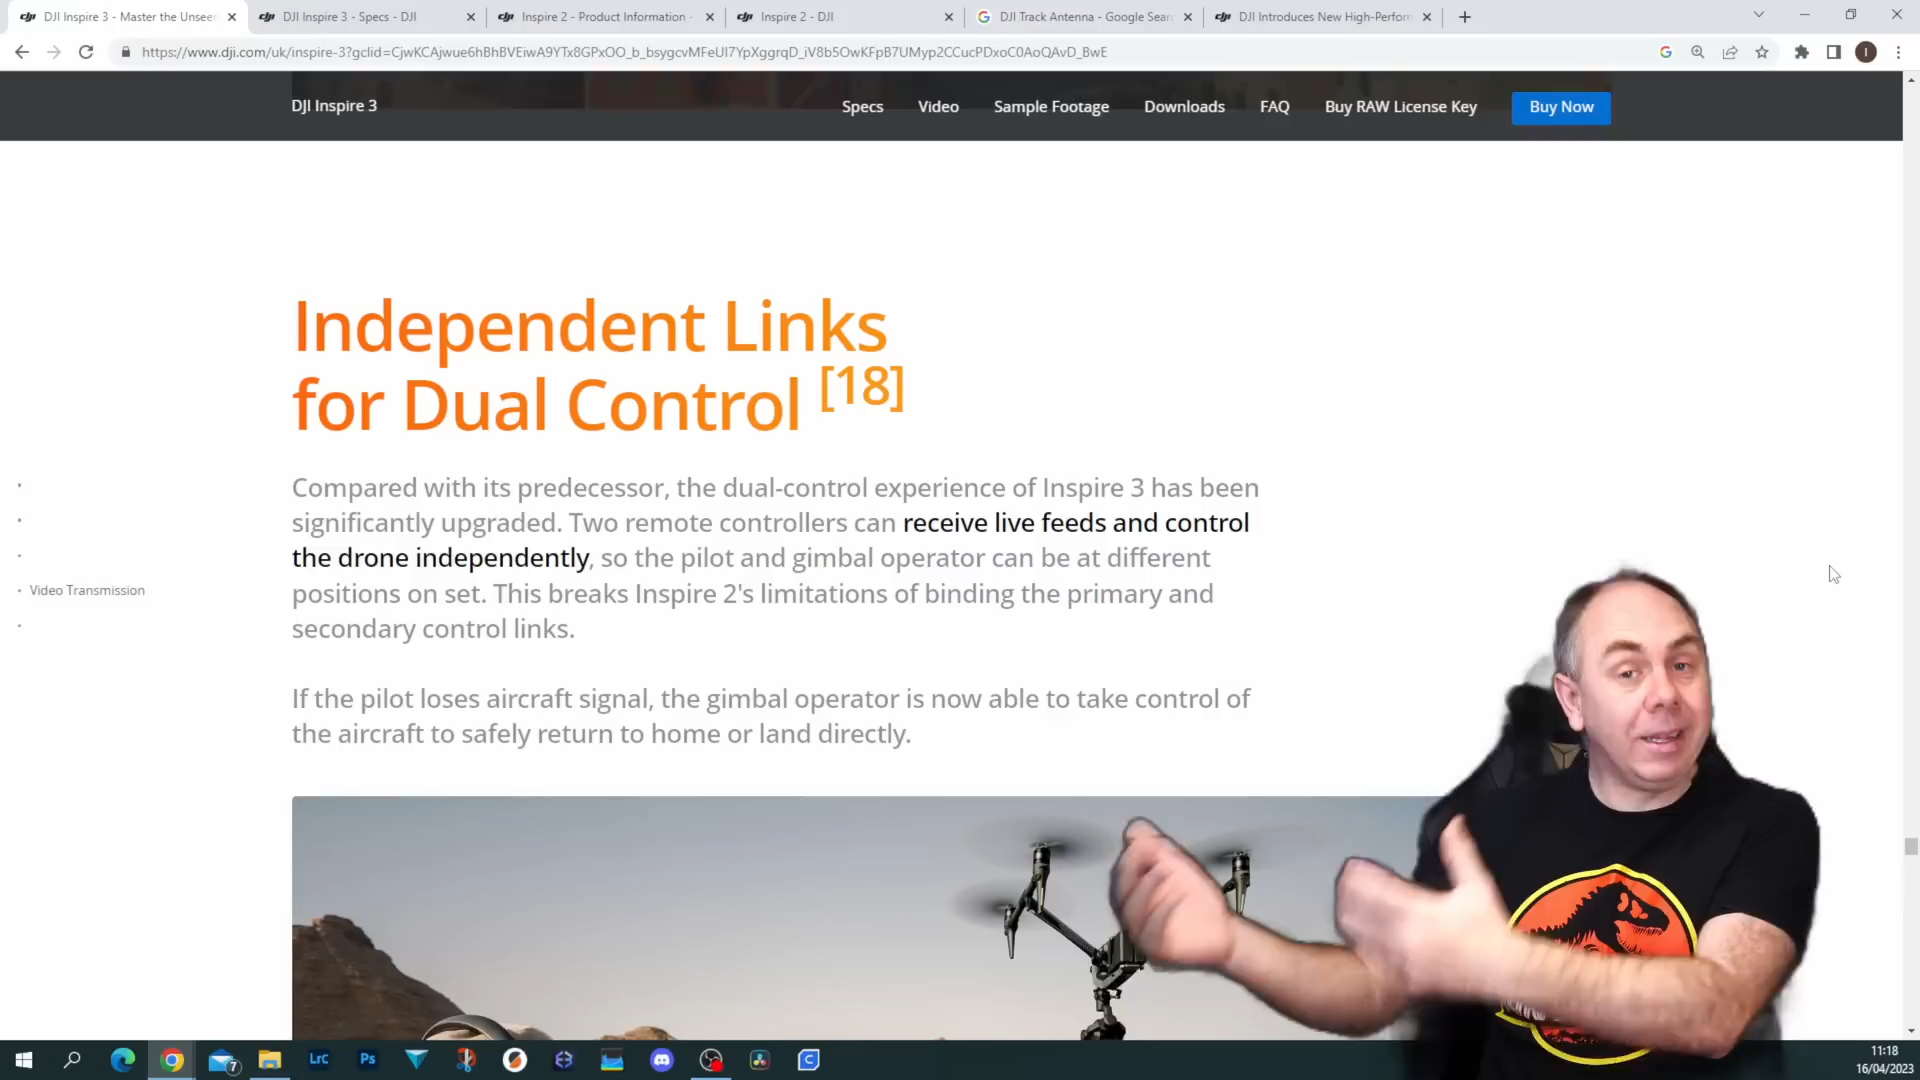 DJI Inspire 3 - Master the Unseen
DJI Inspire 3 - Specs - DJI
Inspire 2 - Product Information -
Inspire 2 - DJI
DJI Track Antenna - Google Sear
DJI Introduces New High-Perfor
https://www.dji.com/uk/inspire-3?gclid=CjwKCAjwue6hBhBVEiwA9YTx8GPxOO_b_bsygcvMFeUI7YpXggrqD_iV8b5OwKFpB7UMyp2CCucPDxoC0AoQAvD_BwE
DJI Inspire 3
Specs
Video
Sample Footage
Downloads
FAQ
Buy RAW License Key
Buy Now
Independent Links
for Dual Control [18]
Compared with its predecessor, the dual-control experience of Inspire 3 has been
significantly upgraded. Two remote controllers can receive live feeds and control
the drone independently, so the pilot and gimbal operator can be at different
positions on set. This breaks Inspire 2's limitations of binding the primary and
secondary control links.
Video Transmission
If the pilot loses aircraft signal, the gimbal operator is now able to take control of
the aircraft to safely return to home or land directly.
7
Lrc
Ps
11:18
16/04/2023